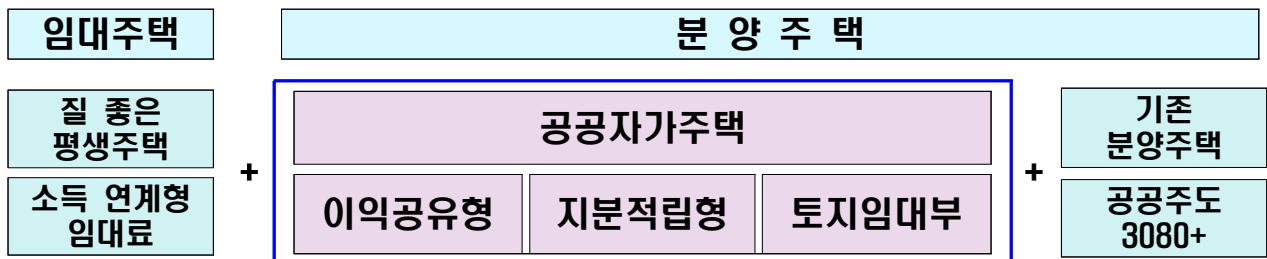 임대주택
분 양 주 택
질 좋은
평생주택
소득 연계형
임대료
+
공공자가주택
이익공유형
지분적립형
토지임대부
+
기존
분양주택
공공주도
3080+